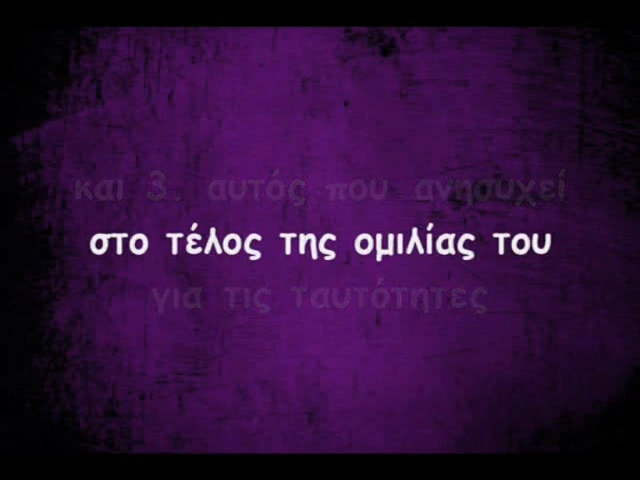 και 3. αυτός που ανησυχεί
στο τέλος της ομιλίας του
για τις ταυτότητες